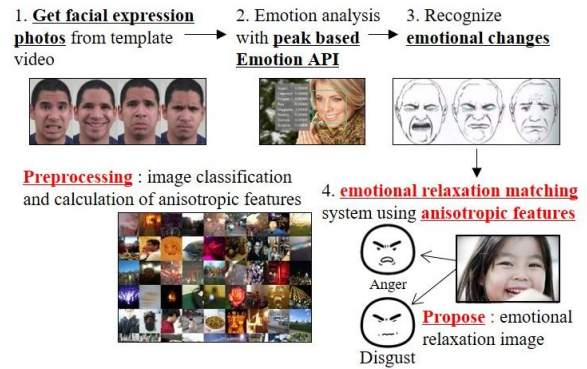 1. Get facial expression
photos from template
video
2. Emotion analysis
with peak based
Emotion API
3. Recognize
emotional changes
Preprocessing : image classification
and calculation of anisotropic features
4. emotional relaxation matching
system using anisotropic features
Anger
Disgust
Propose : emotional
relaxation image